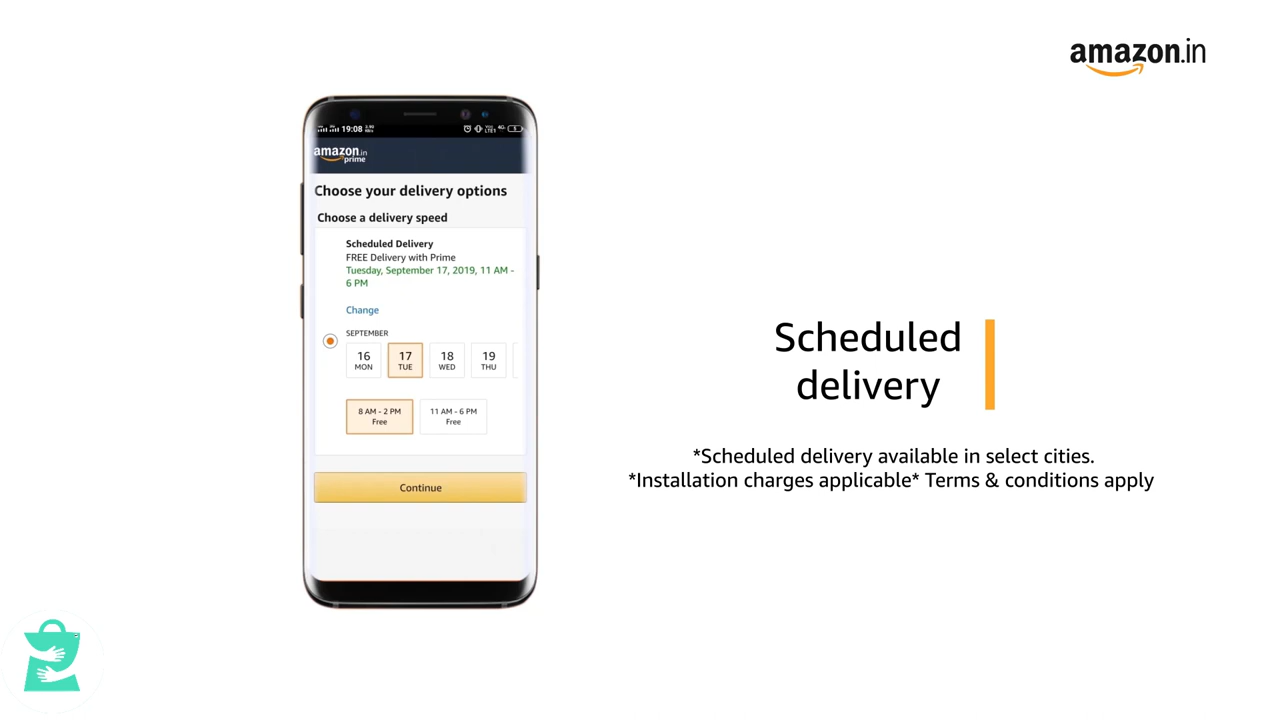 amazon.in
19:08
4G
amazon.in
prime
Choose your delivery options
Choose a delivery speed
Scheduled Delivery
FREE Delivery with Prime
Tuesday, September 17, 2019, 11 AM -
6 PM
Change
SEPTEMBER
16 17 18 19
MON TUE WED THU
8 AM - 2 PM 11 AM - 6 PM
Free Free
Continue
Scheduled
delivery
*Scheduled delivery available in select cities.
*Installation charges applicable* Terms & conditions apply